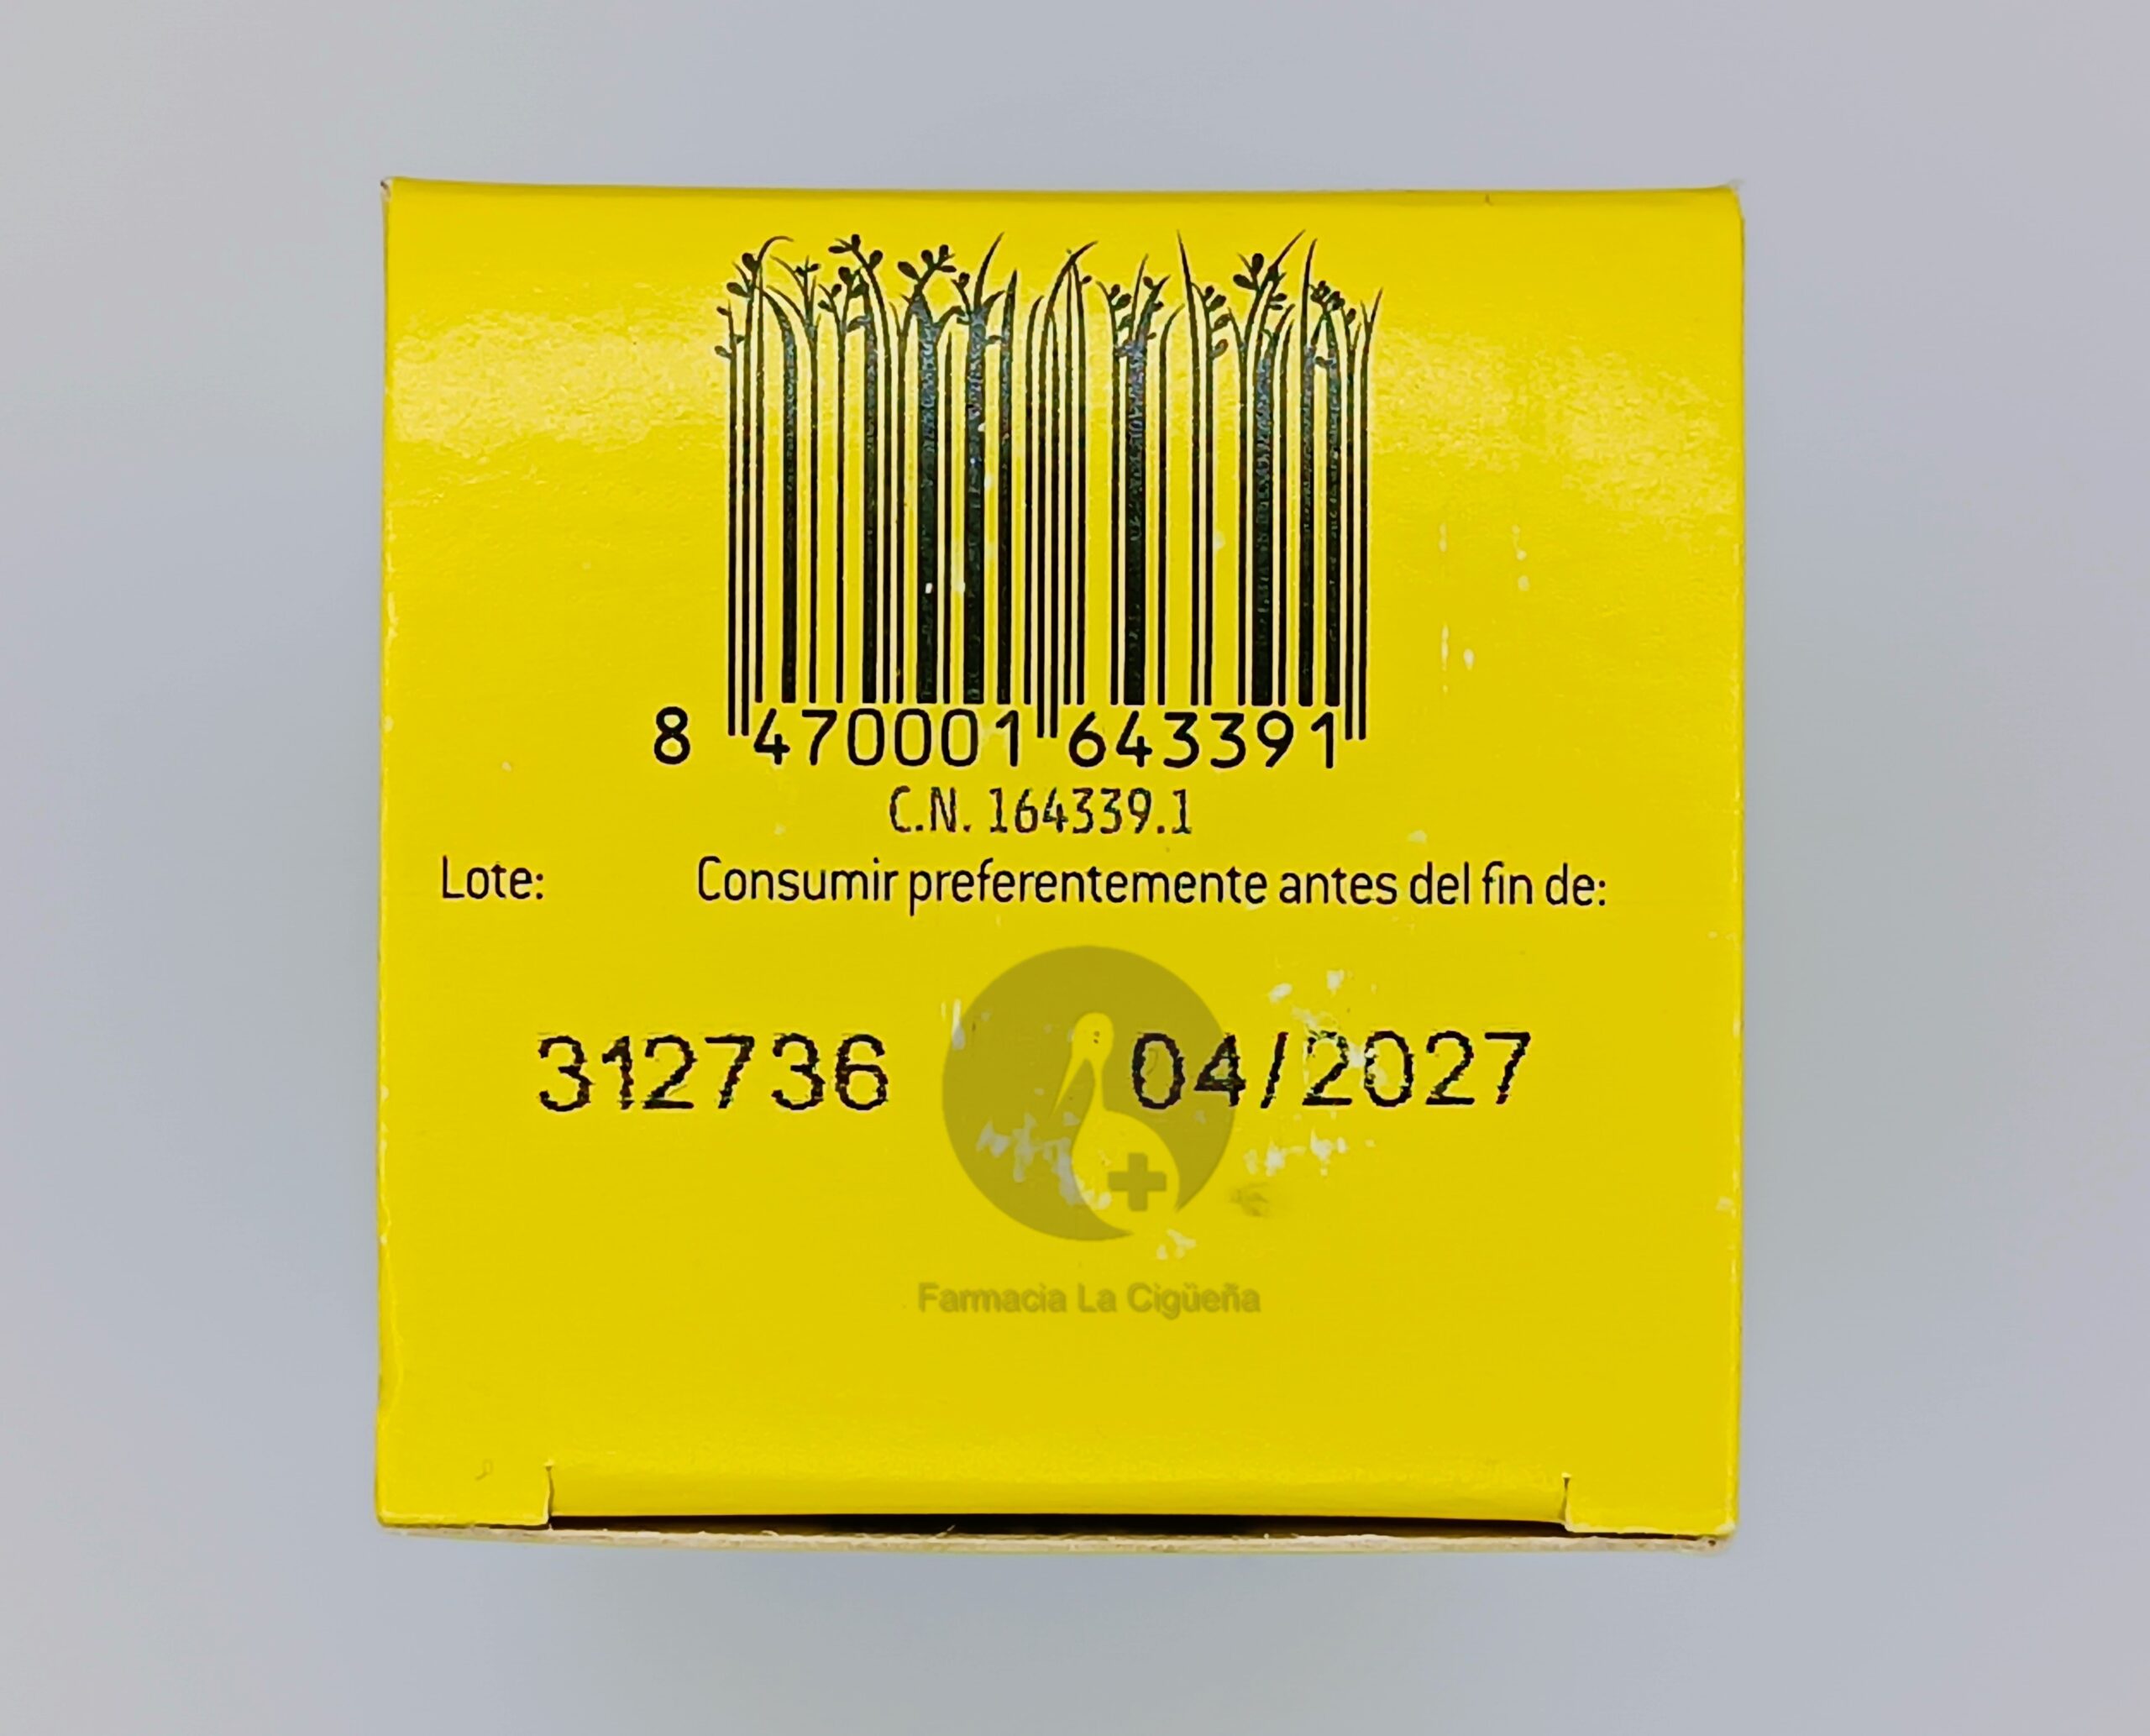 8 470001 643391
C.N. 164339.1
Lote: Consumir preferentemente antes del fin de:
312736 04/2027
Farmacia La Cigüeña